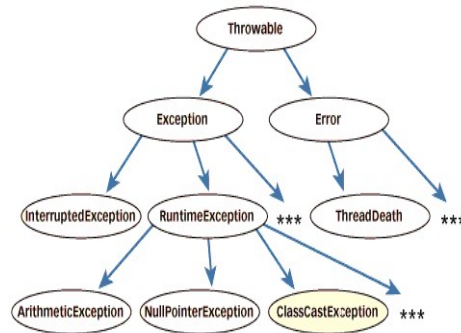 Throwable
Exception Error
InterruptedException RuntimeException *** ThreadDeath ***
ArithmeticException NullPointerException ClassCastException ***